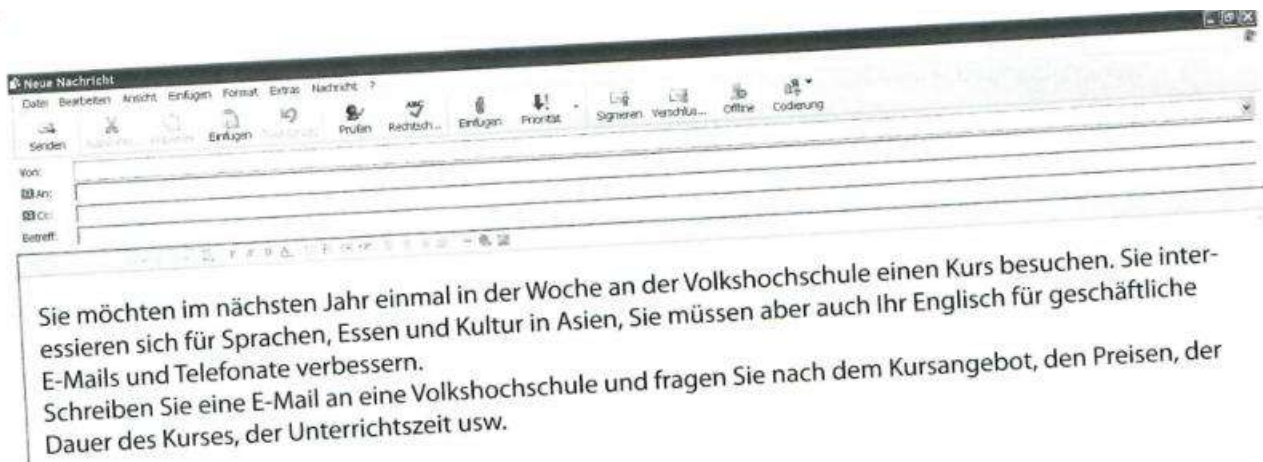 Neue Nachricht
Datei Bearbeiten Ansicht Einfügen Format Extras Nachricht ?
Senden Einfügen Prüfen Rechtsch... Einfügen Priorität Signieren Verschlüs... Offline Codierung
Von:
An:
Cc:
Betreff:
Sie möchten im nächsten Jahr einmal in der Woche an der Volkshochschule einen Kurs besuchen. Sie inter-
essieren sich für Sprachen, Essen und Kultur in Asien, Sie müssen aber auch Ihr Englisch für geschäftliche
E-Mails und Telefonate verbessern.
Schreiben Sie eine E-Mail an eine Volkshochschule und fragen Sie nach dem Kursangebot, den Preisen, der
Dauer des Kurses, der Unterrichtszeit usw.